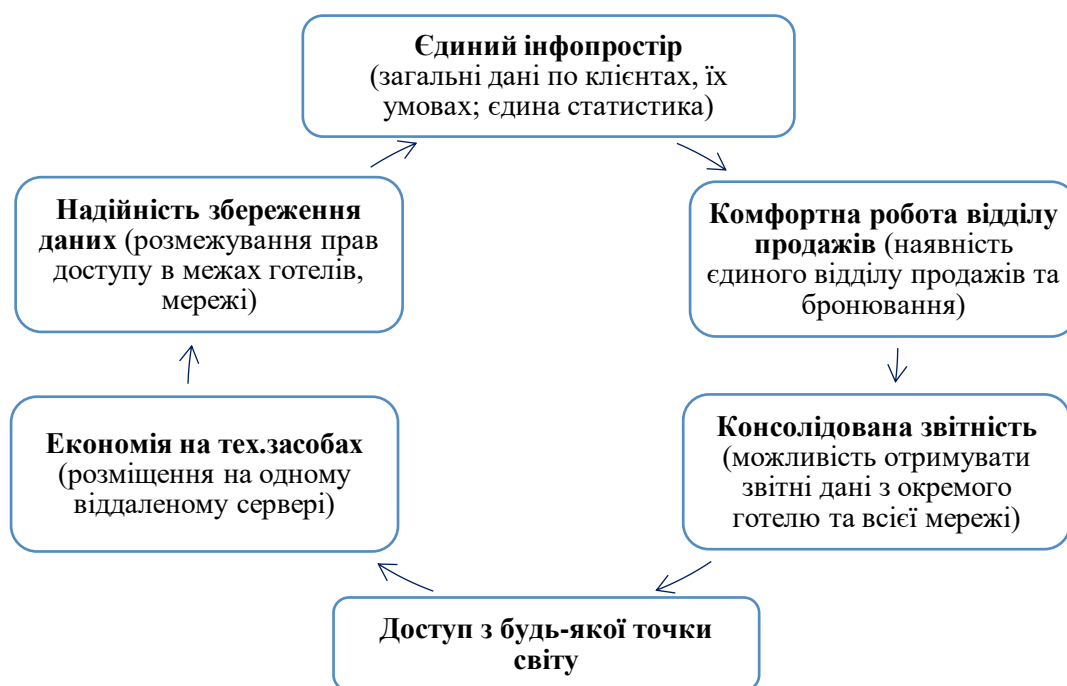 Єдиний інфопростір
(загальні дані по клієнтах, їх
умовах; єдина статистика)
Комфортна робота відділу
продажів (наявність
єдиного відділу продажів та
бронювання)
Консолідована звітність
(можливість отримувати
звітні дані з окремого
готелю та всієї мережі)
Доступ з будь-якої точки
світу
Економія на тех.засобах
(розміщення на одному
віддаленому сервері)
Надійність збереження
даних (розмежування прав
доступу в межах готелів,
мережі)